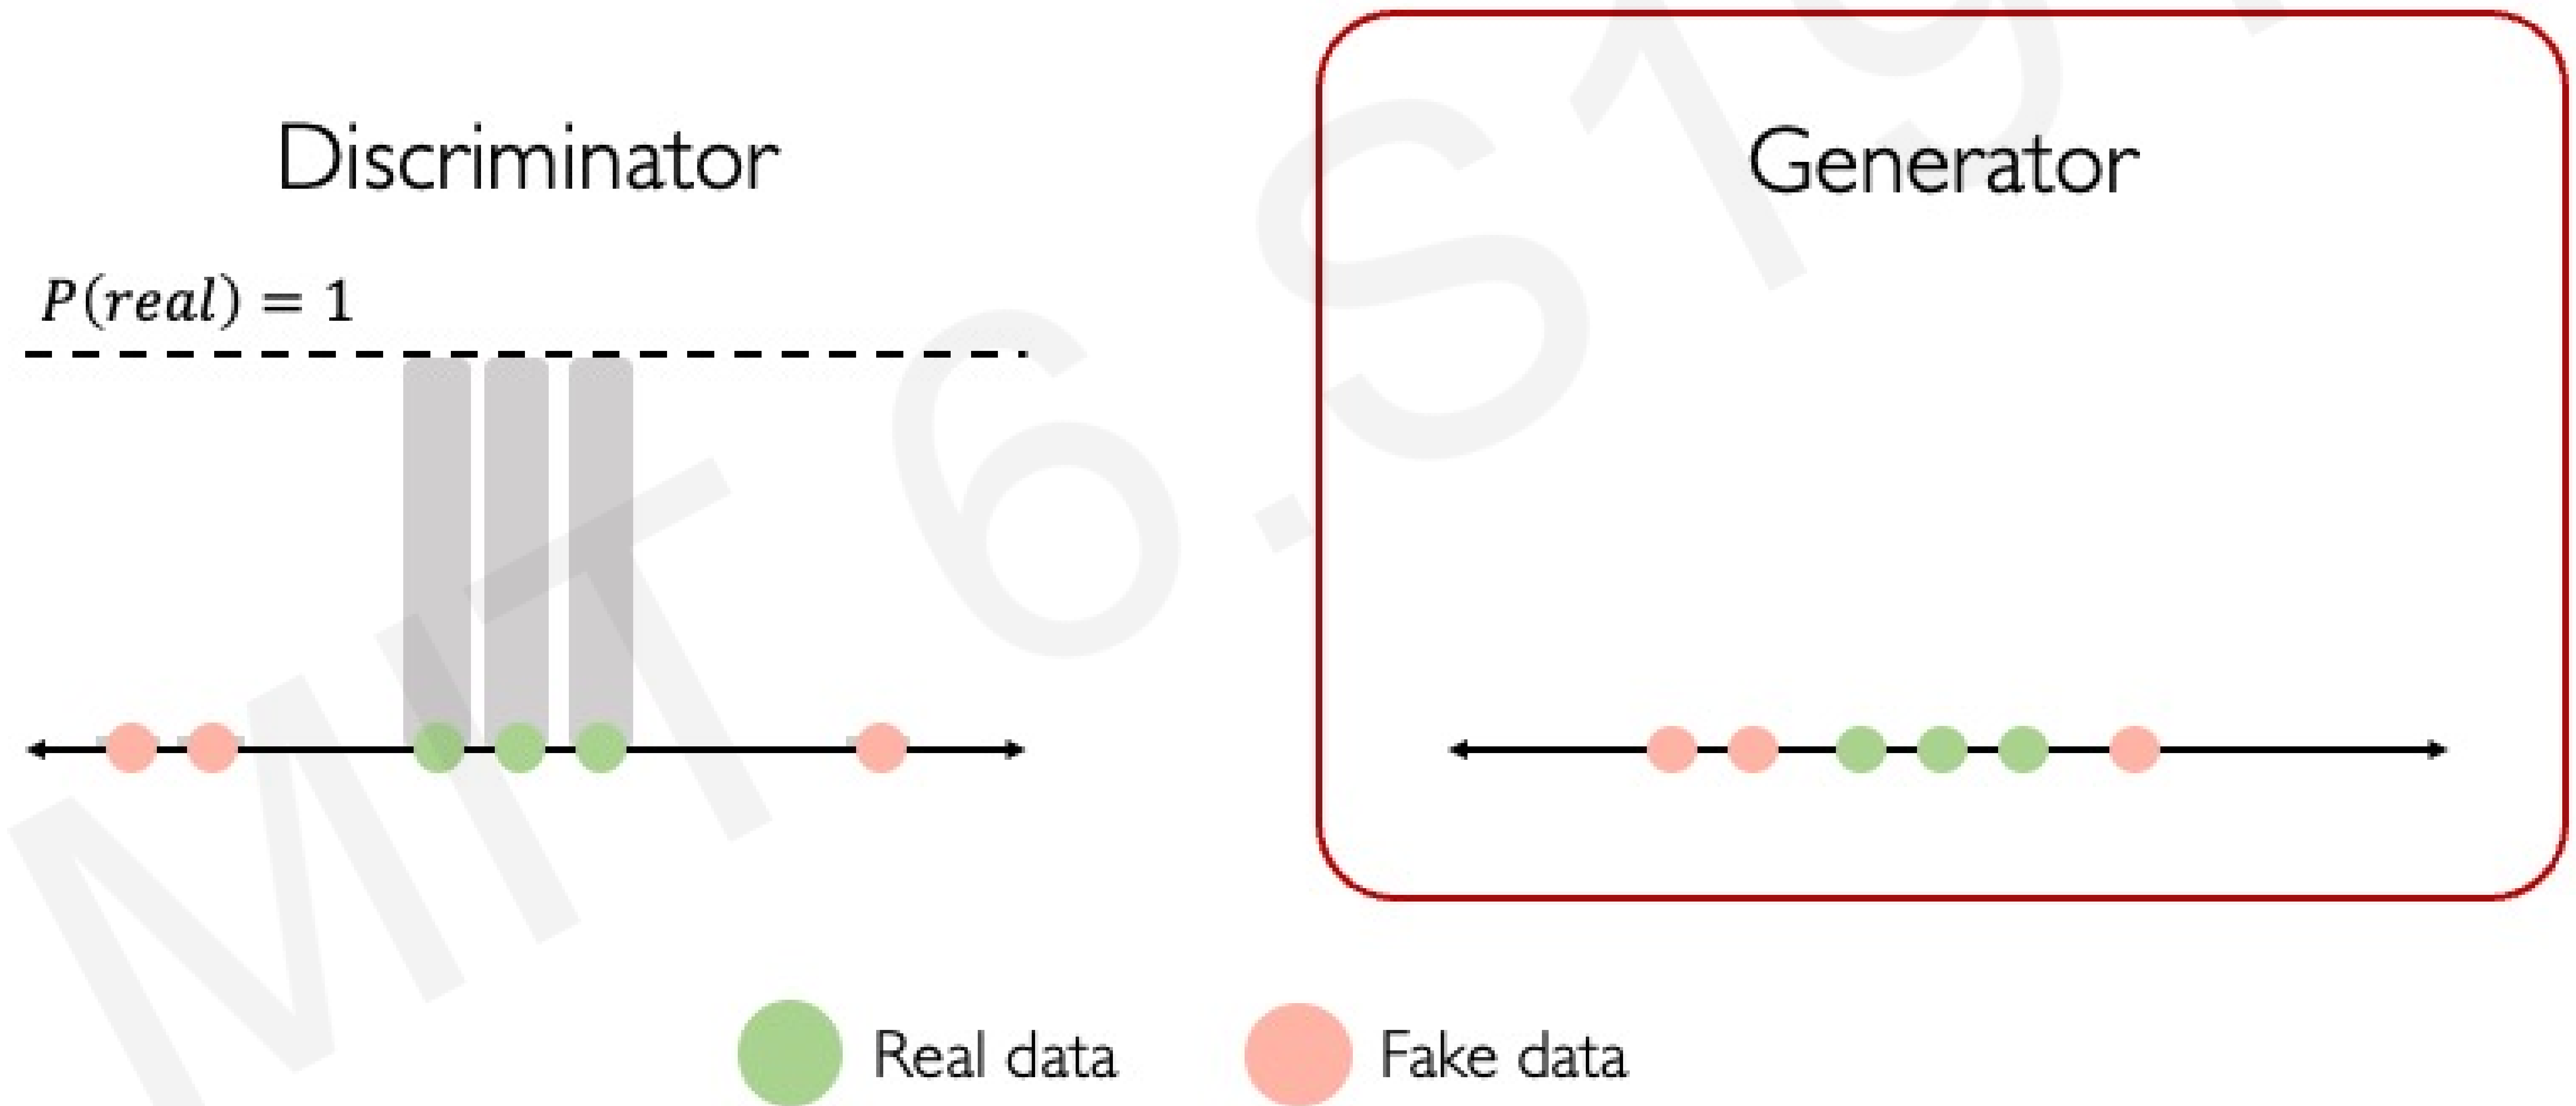 Discriminator
Generator
P(real) = 1
Real data
Fake data
MIT 6.S19